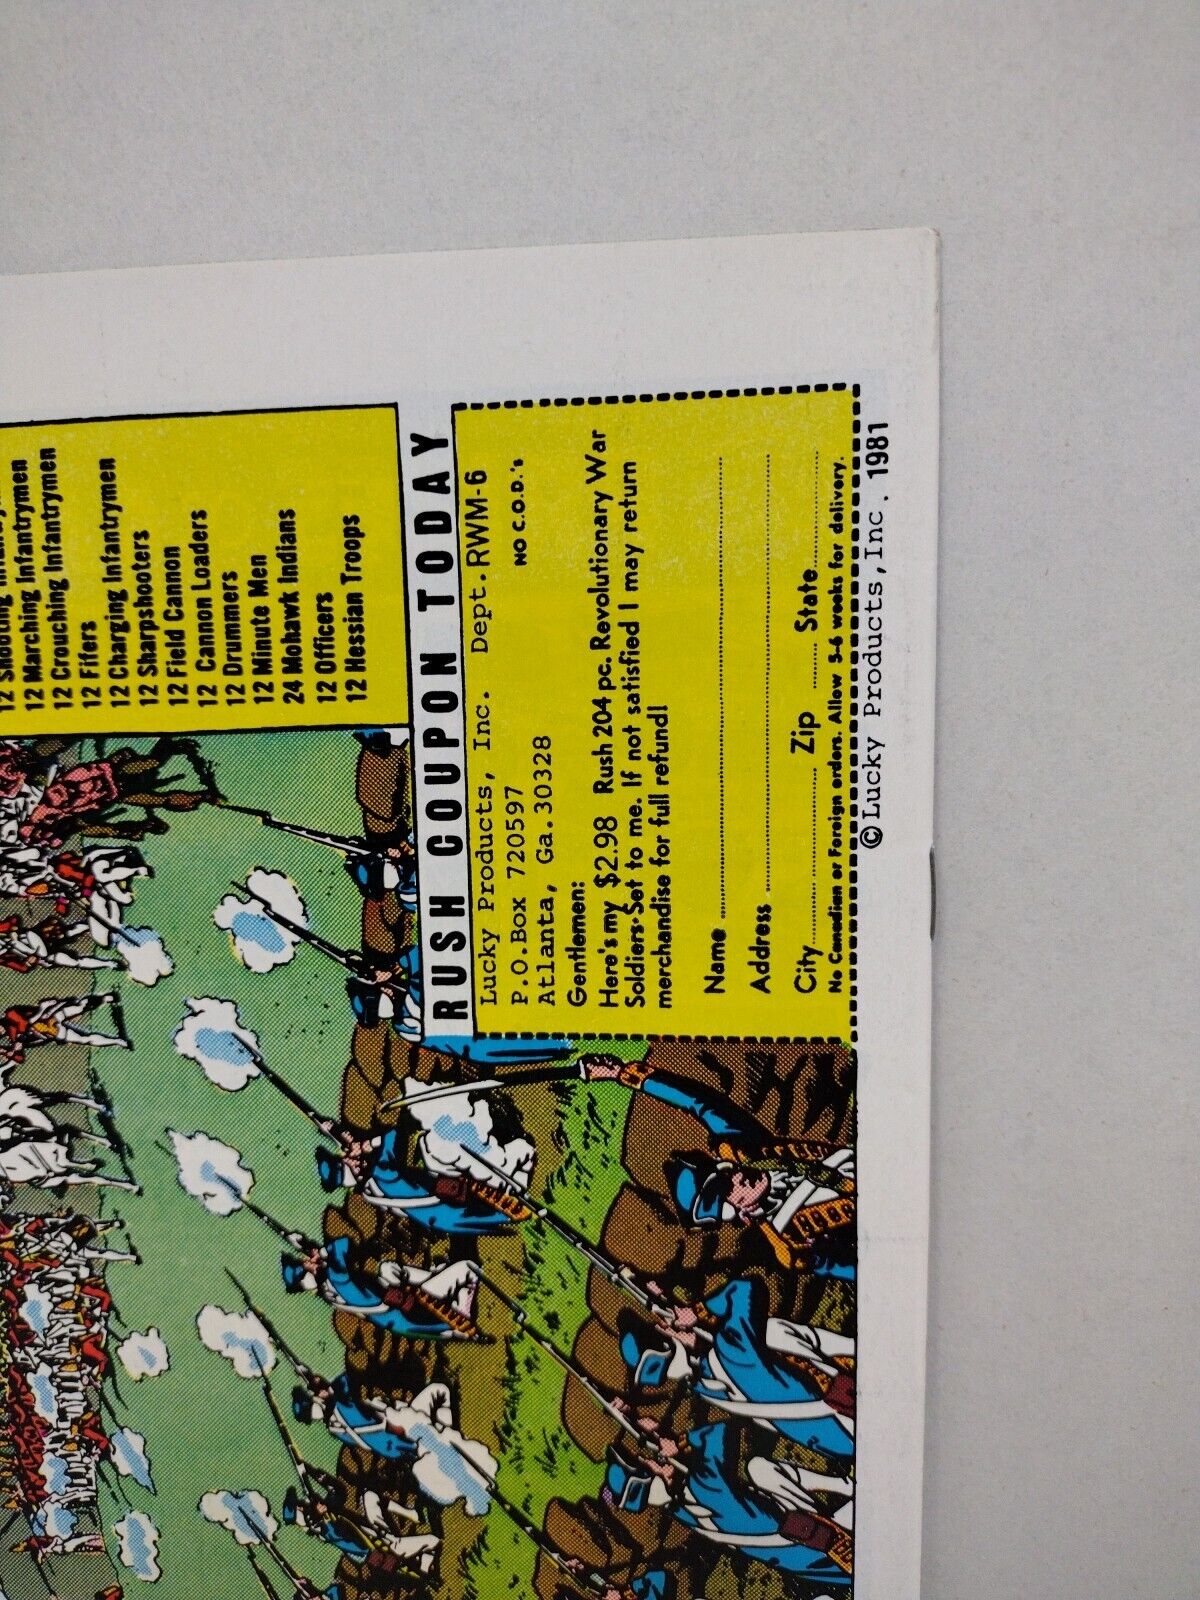 12 Shooting
12 Marching Infantrymen
12 Crouching Infantrymen
12 Fifers
12 Charging Infantrymen
12 Sharpshooters
12 Field Cannon
12 Cannon Loaders
12 Drummers
12 Minute Men
24 Mohawk Indians
12 Officers
12 Hessian Troops
RUSH COUPON TODAY
Lucky Products, Inc. Dept.RWM-6
P.O.Box 720597 NO C.O.D.'s
Atlanta, Ga.30328
Gentlemen:
Here's my $2.98 Rush 204 pc. Revolutionary War
Soldiers Set to me. If not satisfied I may return
merchandise for full refund!
Name
Address
City Zip State
No Canadian or Foreign orders. Allow 5-6 weeks for delivery.
©Lucky Products,Inc. 1981